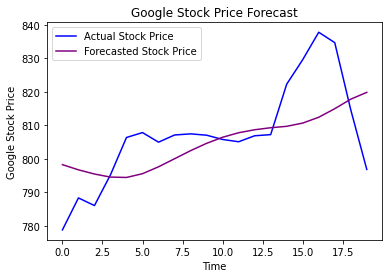 Google Stock Price Forecast
Actual Stock Price
Forecasted Stock Price
Google Stock Price
840
830
820
810
800
790
780
0.0 2.5 5.0 7.5 10.0 12.5 15.0 17.5
Time